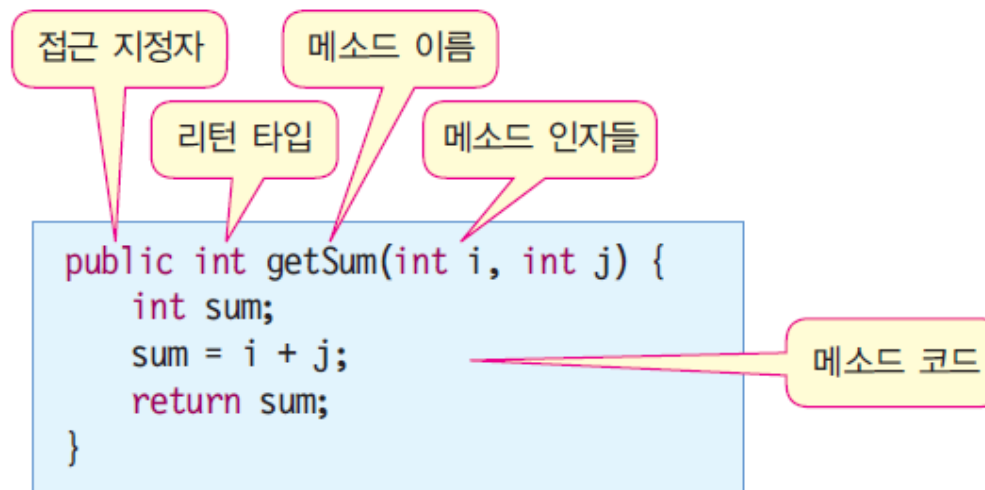 접근 지정자
메소드 이름
리턴 타입
메소드 인자들
public int getSum(int i, int j) {
int sum;
sum = i + j;
return sum;
}
메소드 코드